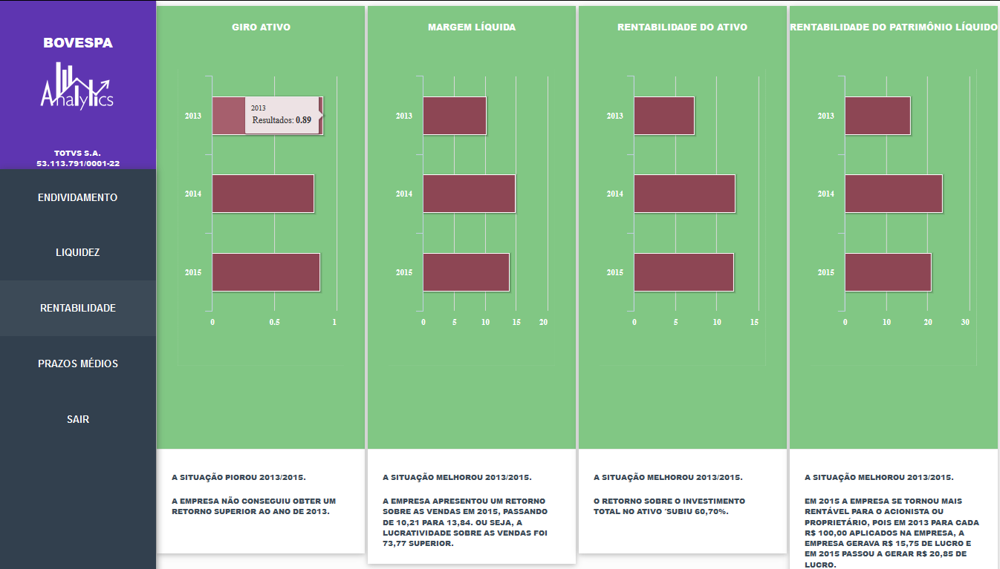 BOVESPA
Analytics
TOTVS S.A.
53.113.791/0001-22
ENDIVIDAMENTO
LIQUIDEZ
RENTABILIDADE
PRAZOS MÉDIOS
SAIR
GIRO ATIVO
2013
2013
Resultados: 0.89
2014
2015
0 0.5 1
A SITUAÇÃO PIOROU 2013/2015.
A EMPRESA NÃO CONSEGUIU OBTER UM
RETORNO SUPERIOR AO ANO DE 2013.
MARGEM LÍQUIDA
2013
2014
2015
0 5 10 15 20
A SITUAÇÃO MELHOROU 2013/2015.
A EMPRESA APRESENTOU UM RETORNO
SOBRE AS VENDAS EM 2015, PASSANDO
DE 10,21 PARA 13,84. OU SEJA, A
LUCRATIVIDADE SOBRE AS VENDAS FOI
73,77 SUPERIOR.
RENTABILIDADE DO ATIVO
2013
2014
2015
0 5 10 15
A SITUAÇÃO MELHOROU 2013/2015.
O RETORNO SOBRE O INVESTIMENTO
TOTAL NO ATIVO ´SUBIU 60,70%.
RENTABILIDADE DO PATRIMÔNIO LÍQUIDO
2013
2014
2015
0 10 20 30
A SITUAÇÃO MELHOROU 2013/2015.
EM 2015 A EMPRESA SE TORNOU MAIS
RENTÁVEL PARA O ACIONISTA OU
PROPRIETÁRIO, POIS EM 2013 PARA CADA
R$ 100,00 APLICADOS NA EMPRESA, A
EMPRESA GERAVA R$ 15,75 DE LUCRO E
EM 2015 PASSOU A GERAR R$ 20,85 DE
LUCRO.